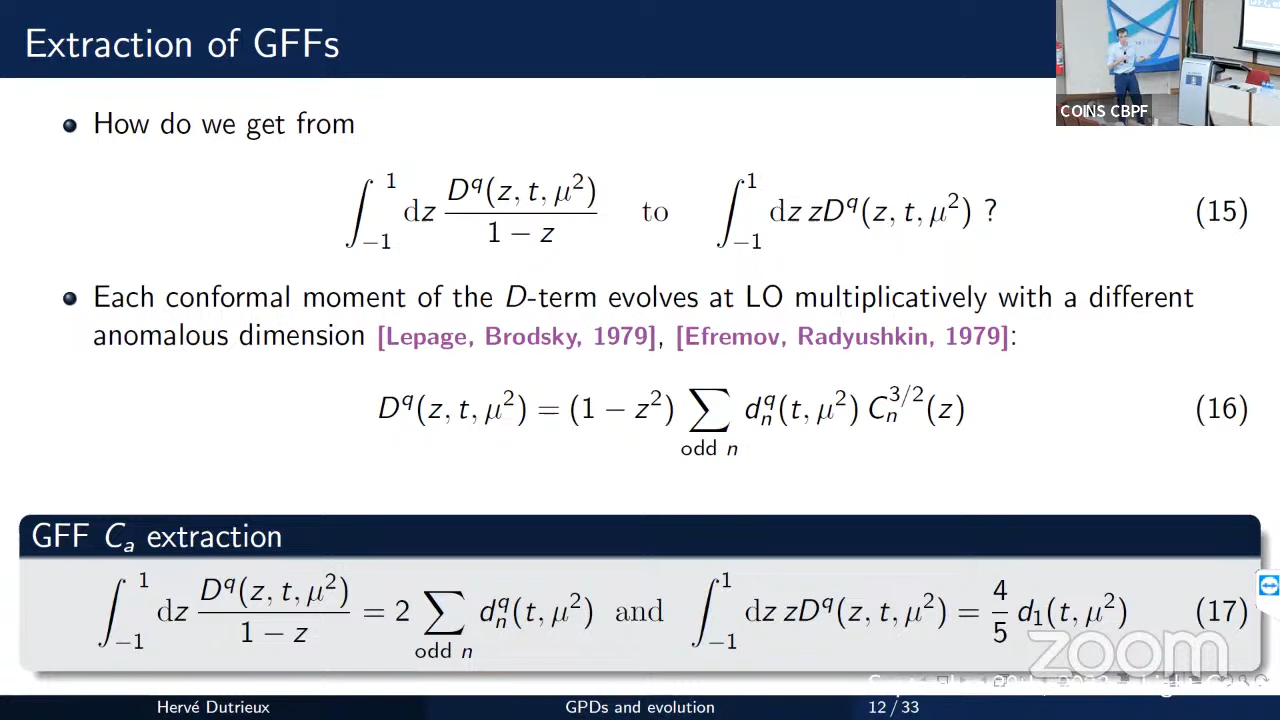 Extraction of GFFs
COINS CBPF
How do we get from
∫_{-1}^{1} dz D^q(z, t, μ²) / (1 − z) to ∫_{-1}^{1} dz zD^q(z, t, μ²) ? (15)
Each conformal moment of the D-term evolves at LO multiplicatively with a different
anomalous dimension [Lepage, Brodsky, 1979], [Efremov, Radyushkin, 1979]:
D^q(z, t, μ²) = (1 − z²) ∑_{odd n} d_n^q(t, μ²) C_n^{3/2}(z) (16)
GFF C_a extraction
∫_{-1}^{1} dz D^q(z, t, μ²) / (1 − z) = 2 ∑_{odd n} d_n^q(t, μ²) and ∫_{-1}^{1} dz zD^q(z, t, μ²) = 4/5 d_1(t, μ²) (17)
zoom
Hervé Dutrieux GPDs and evolution 12 / 33